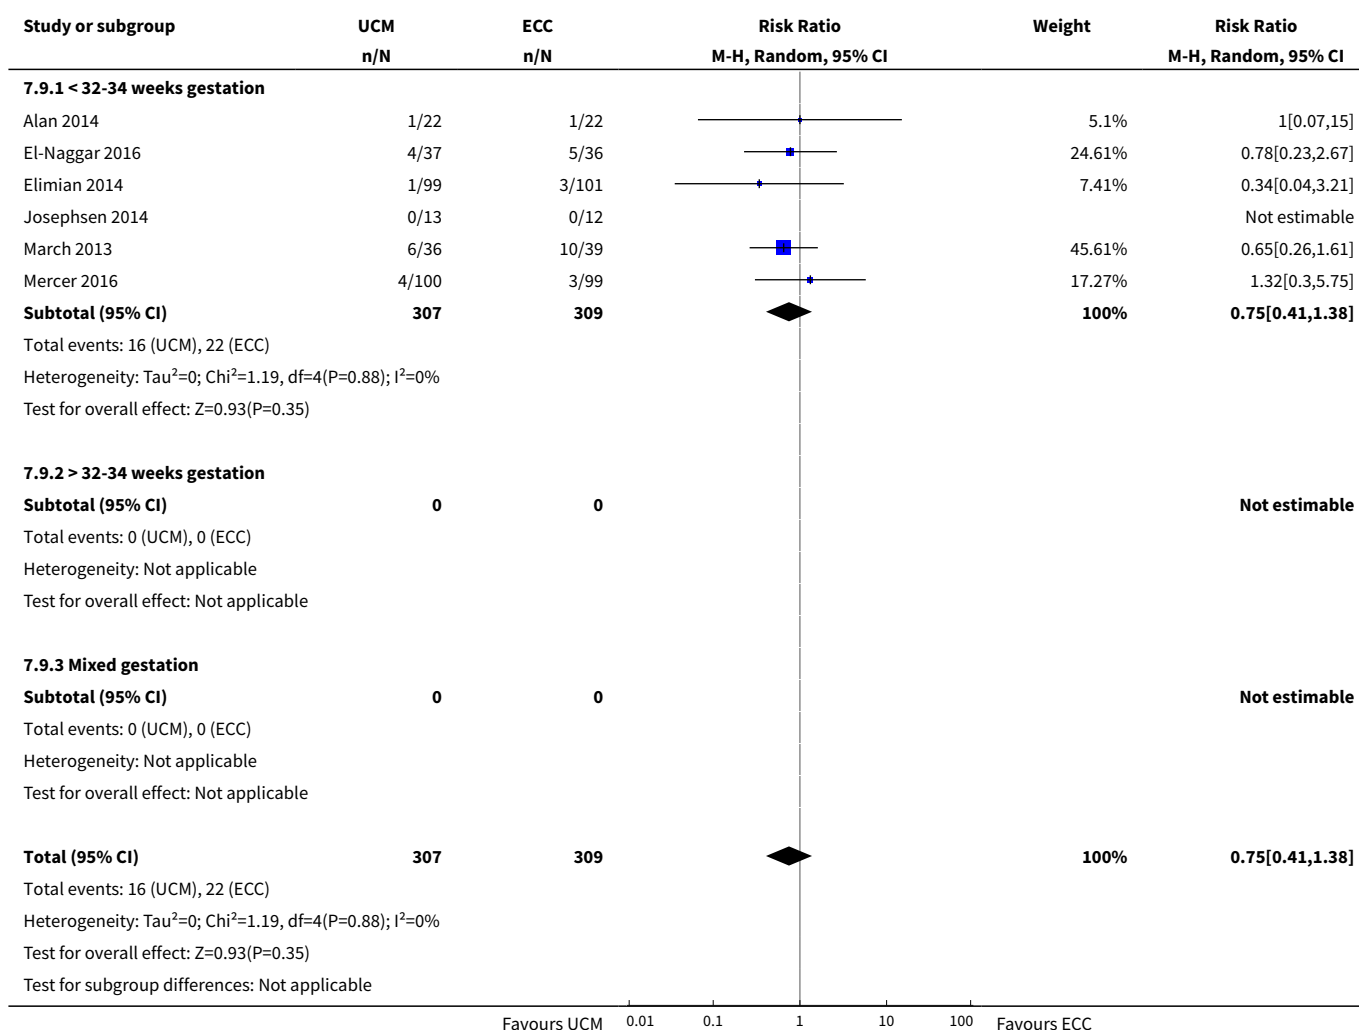 Study or subgroup UCM ECC Risk Ratio Weight Risk Ratio
n/N n/N M-H, Random, 95% CI M-H, Random, 95% CI
7.9.1 < 32-34 weeks gestation
Alan 2014 1/22 1/22 5.1% 1[0.07,15]
El-Naggar 2016 4/37 5/36 24.61% 0.78[0.23,2.67]
Elimian 2014 1/99 3/101 7.41% 0.34[0.04,3.21]
Josephsen 2014 0/13 0/12 Not estimable
March 2013 6/36 10/39 45.61% 0.65[0.26,1.61]
Mercer 2016 4/100 3/99 17.27% 1.32[0.3,5.75]
Subtotal (95% CI) 307 309 100% 0.75[0.41,1.38]
Total events: 16 (UCM), 22 (ECC)
Heterogeneity: Tau²=0; Chi²=1.19, df=4(P=0.88); I²=0%
Test for overall effect: Z=0.93(P=0.35)
7.9.2 > 32-34 weeks gestation
Subtotal (95% CI) 0 0 Not estimable
Total events: 0 (UCM), 0 (ECC)
Heterogeneity: Not applicable
Test for overall effect: Not applicable
7.9.3 Mixed gestation
Subtotal (95% CI) 0 0 Not estimable
Total events: 0 (UCM), 0 (ECC)
Heterogeneity: Not applicable
Test for overall effect: Not applicable
Total (95% CI) 307 309 100% 0.75[0.41,1.38]
Total events: 16 (UCM), 22 (ECC)
Heterogeneity: Tau²=0; Chi²=1.19, df=4(P=0.88); I²=0%
Test for overall effect: Z=0.93(P=0.35)
Test for subgroup differences: Not applicable
Favours UCM 0.01 0.1 1 10 100 Favours ECC